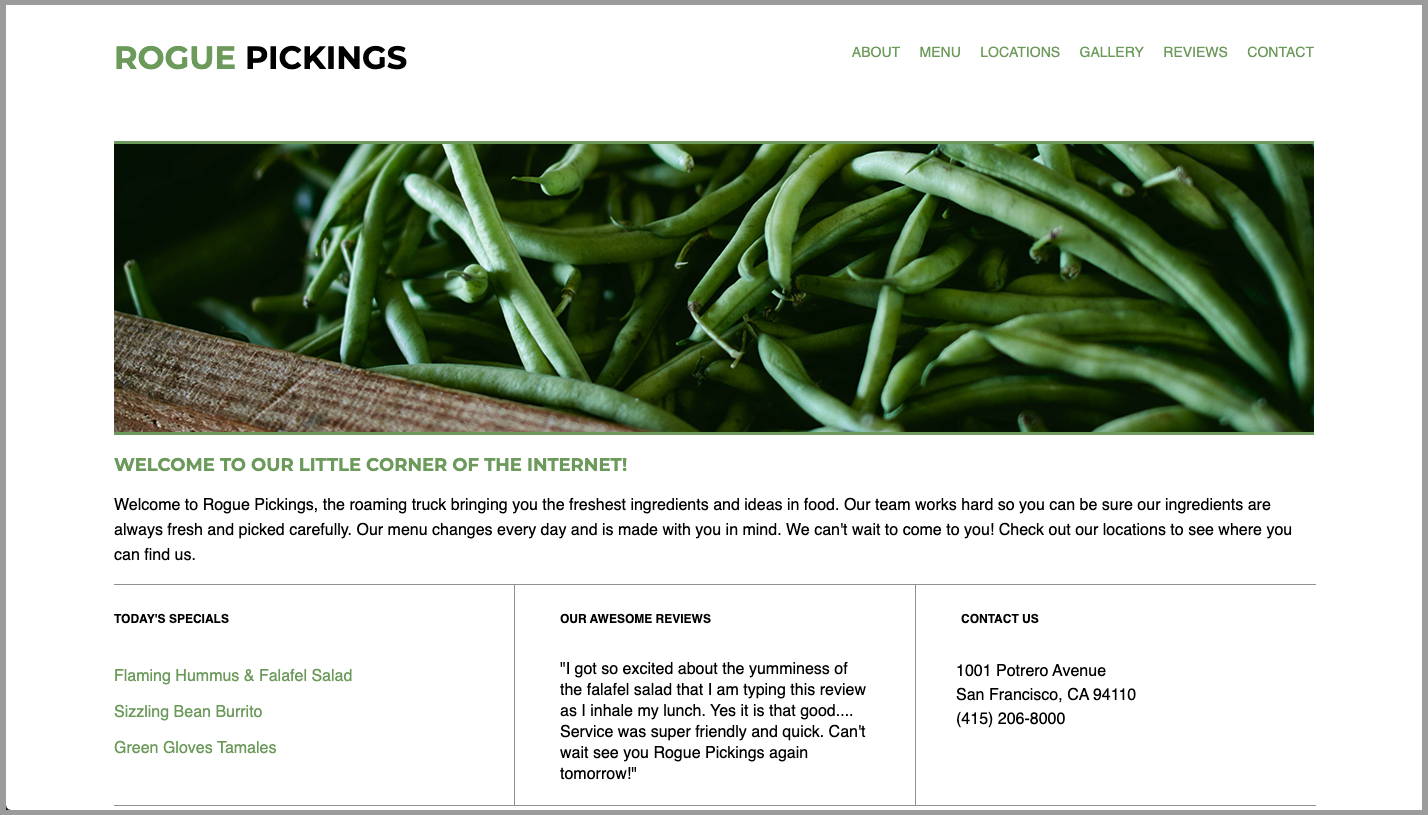 ROGUE PICKINGS
ABOUT MENU LOCATIONS GALLERY REVIEWS CONTACT
WELCOME TO OUR LITTLE CORNER OF THE INTERNET!
Welcome to Rogue Pickings, the roaming truck bringing you the freshest ingredients and ideas in food. Our team works hard so you can be sure our ingredients are
always fresh and picked carefully. Our menu changes every day and is made with you in mind. We can't wait to come to you! Check out our locations to see where you
can find us.
TODAY'S SPECIALS
Flaming Hummus & Falafel Salad
Sizzling Bean Burrito
Green Gloves Tamales
OUR AWESOME REVIEWS
"I got so excited about the yumminess of
the falafel salad that I am typing this review
as I inhale my lunch. Yes it is that good....
Service was super friendly and quick. Can't
wait see you Rogue Pickings again
tomorrow!"
CONTACT US
1001 Potrero Avenue
San Francisco, CA 94110
(415) 206-8000